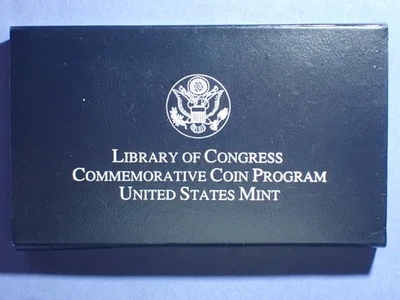 Library of Congress
Commemorative Coin Program
United States Mint